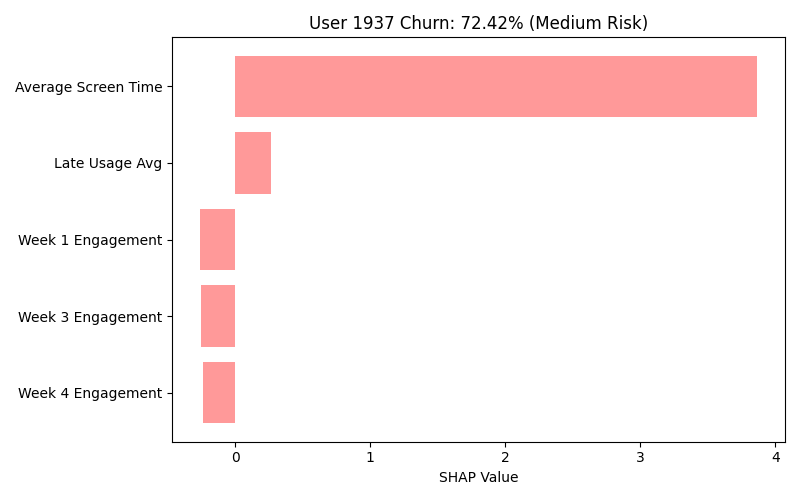 User 1937 Churn: 72.42% (Medium Risk)
Average Screen Time
Late Usage Avg
Week 1 Engagement
Week 3 Engagement
Week 4 Engagement
0 1 2 3 4
SHAP Value